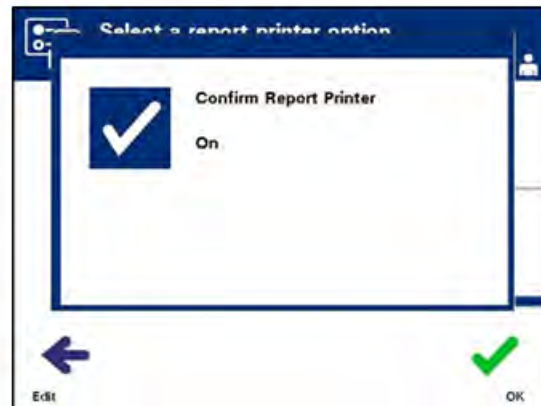 Select a report printer option
Confirm Report Printer
On
Edit
OK